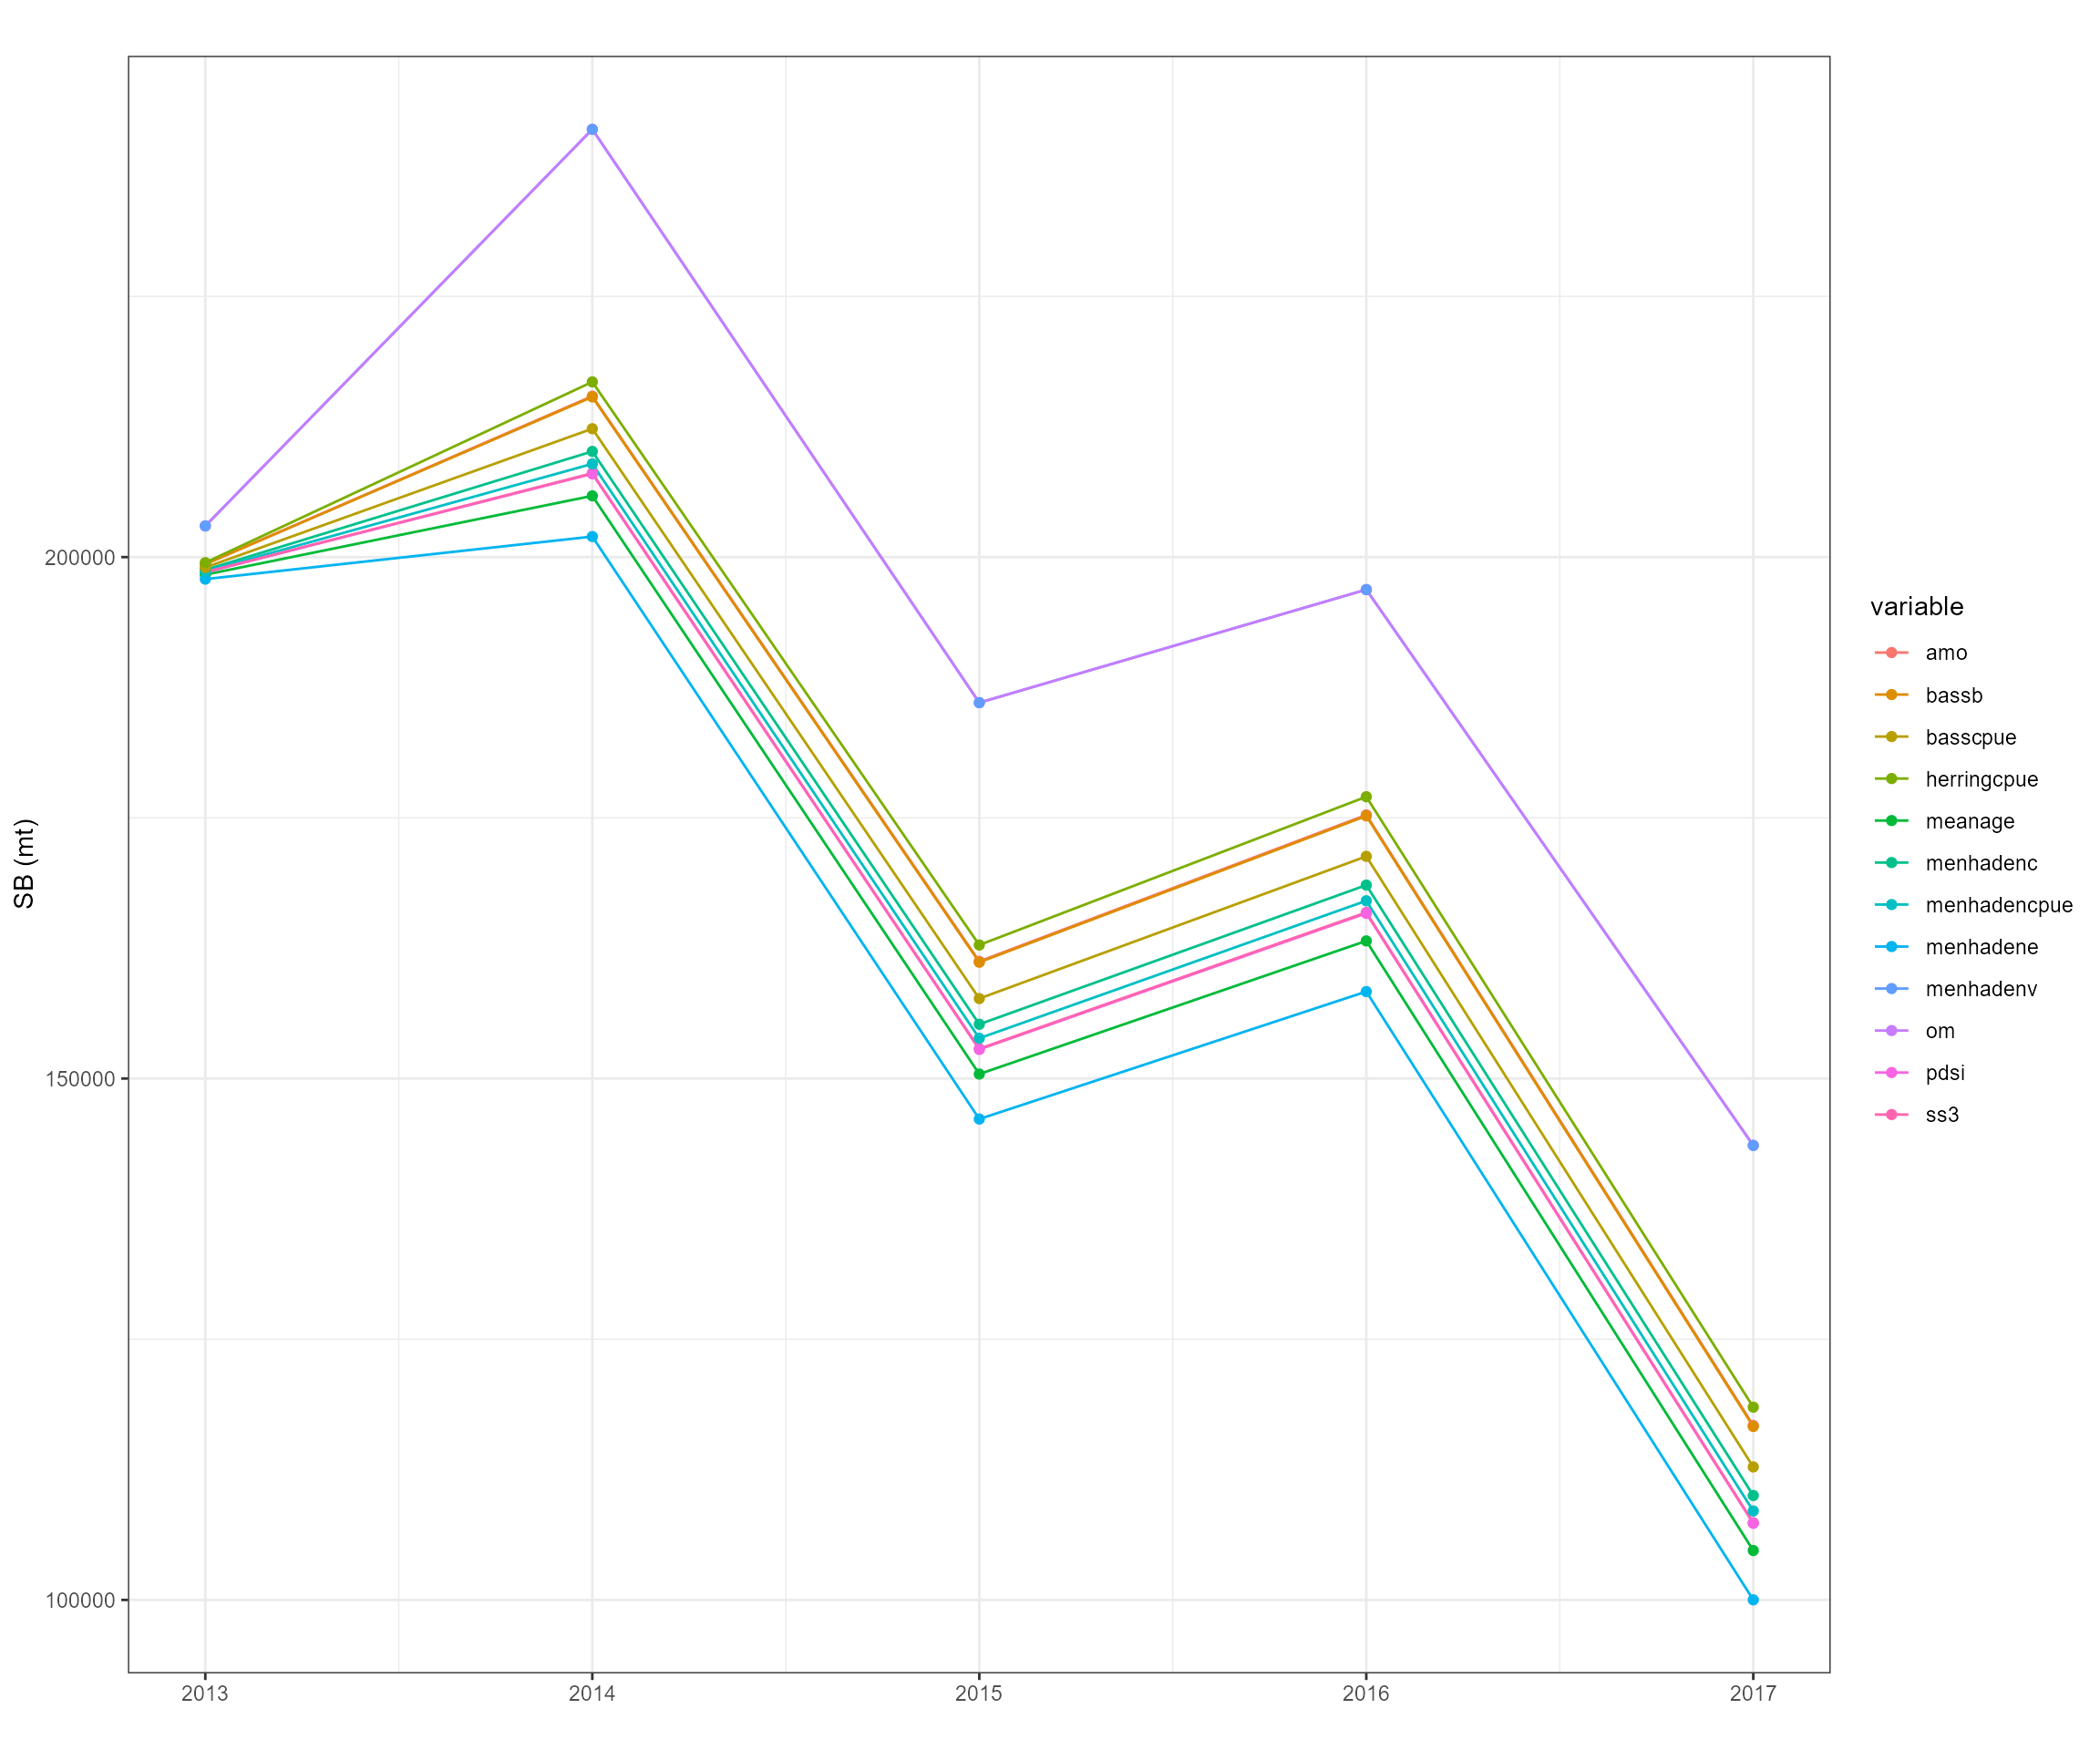 SB (mt)
200000
150000
100000
2013
2014
2015
2016
2017
variable
amo
bassb
basscpue
herringcpue
meanage
menhadenc
menhadencpue
menhadene
menhadenv
om
pdsi
ss3